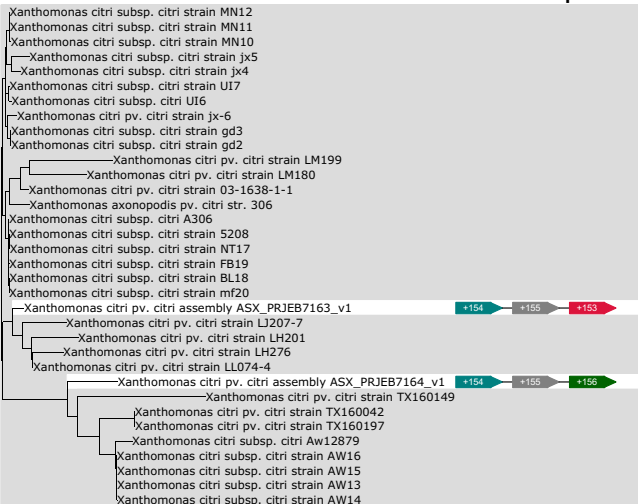 Xanthomonas citri subsp. citri strain MN12
Xanthomonas citri subsp. citri strain MN11
Xanthomonas citri subsp. citri strain MN10
Xanthomonas citri subsp. citri strain jx5
Xanthomonas citri subsp. citri strain jx4
Xanthomonas citri subsp. citri strain UI7
Xanthomonas citri subsp. citri UI6
Xanthomonas citri pv. citri strain jx-6
Xanthomonas citri subsp. citri strain gd3
Xanthomonas citri subsp. citri strain gd2
Xanthomonas citri pv. citri strain LM199
Xanthomonas citri pv. citri strain LM180
Xanthomonas citri pv. citri strain 03-1638-1-1
Xanthomonas axonopodis pv. citri str. 306
Xanthomonas citri subsp. citri A306
Xanthomonas citri subsp. citri strain 5208
Xanthomonas citri subsp. citri strain NT17
Xanthomonas citri subsp. citri strain FB19
Xanthomonas citri subsp. citri strain BL18
Xanthomonas citri subsp. citri strain mf20
Xanthomonas citri pv. citri assembly ASX_PRJEB7163_v1 +154 +155 +153
Xanthomonas citri pv. citri strain LJ207-7
Xanthomonas citri pv. citri strain LH201
Xanthomonas citri pv. citri strain LH276
Xanthomonas citri pv. citri strain LL074-4
Xanthomonas citri pv. citri assembly ASX_PRJEB7164_v1 +154 +155 +156
Xanthomonas citri pv. citri strain TX160149
Xanthomonas citri pv. citri strain TX160042
Xanthomonas citri pv. citri strain TX160197
Xanthomonas citri subsp. citri Aw12879
Xanthomonas citri subsp. citri strain AW16
Xanthomonas citri subsp. citri strain AW15
Xanthomonas citri subsp. citri strain AW13
Xanthomonas citri subsp. citri strain AW14